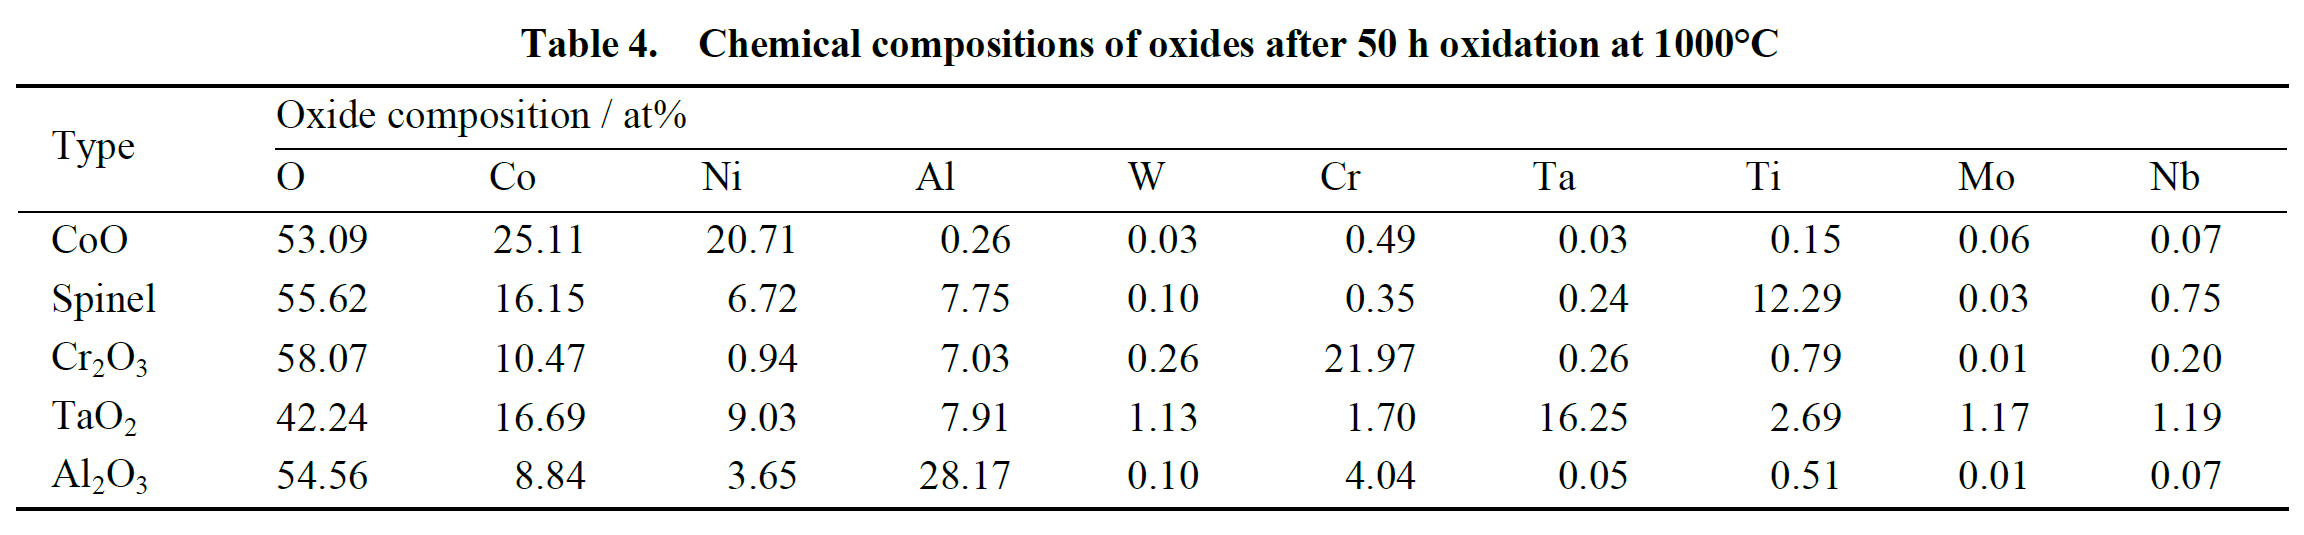 Table 4. Chemical compositions of oxides after 50 h oxidation at 1000°C
Type
Oxide composition / at%
O Co Ni Al W Cr Ta Ti Mo Nb
CoO 53.09 25.11 20.71 0.26 0.03 0.49 0.03 0.15 0.06 0.07
Spinel 55.62 16.15 6.72 7.75 0.10 0.35 0.24 12.29 0.03 0.75
Cr₂O₃ 58.07 10.47 0.94 7.03 0.26 21.97 0.26 0.79 0.01 0.20
TaO₂ 42.24 16.69 9.03 7.91 1.13 1.70 16.25 2.69 1.17 1.19
Al₂O₃ 54.56 8.84 3.65 28.17 0.10 4.04 0.05 0.51 0.01 0.07